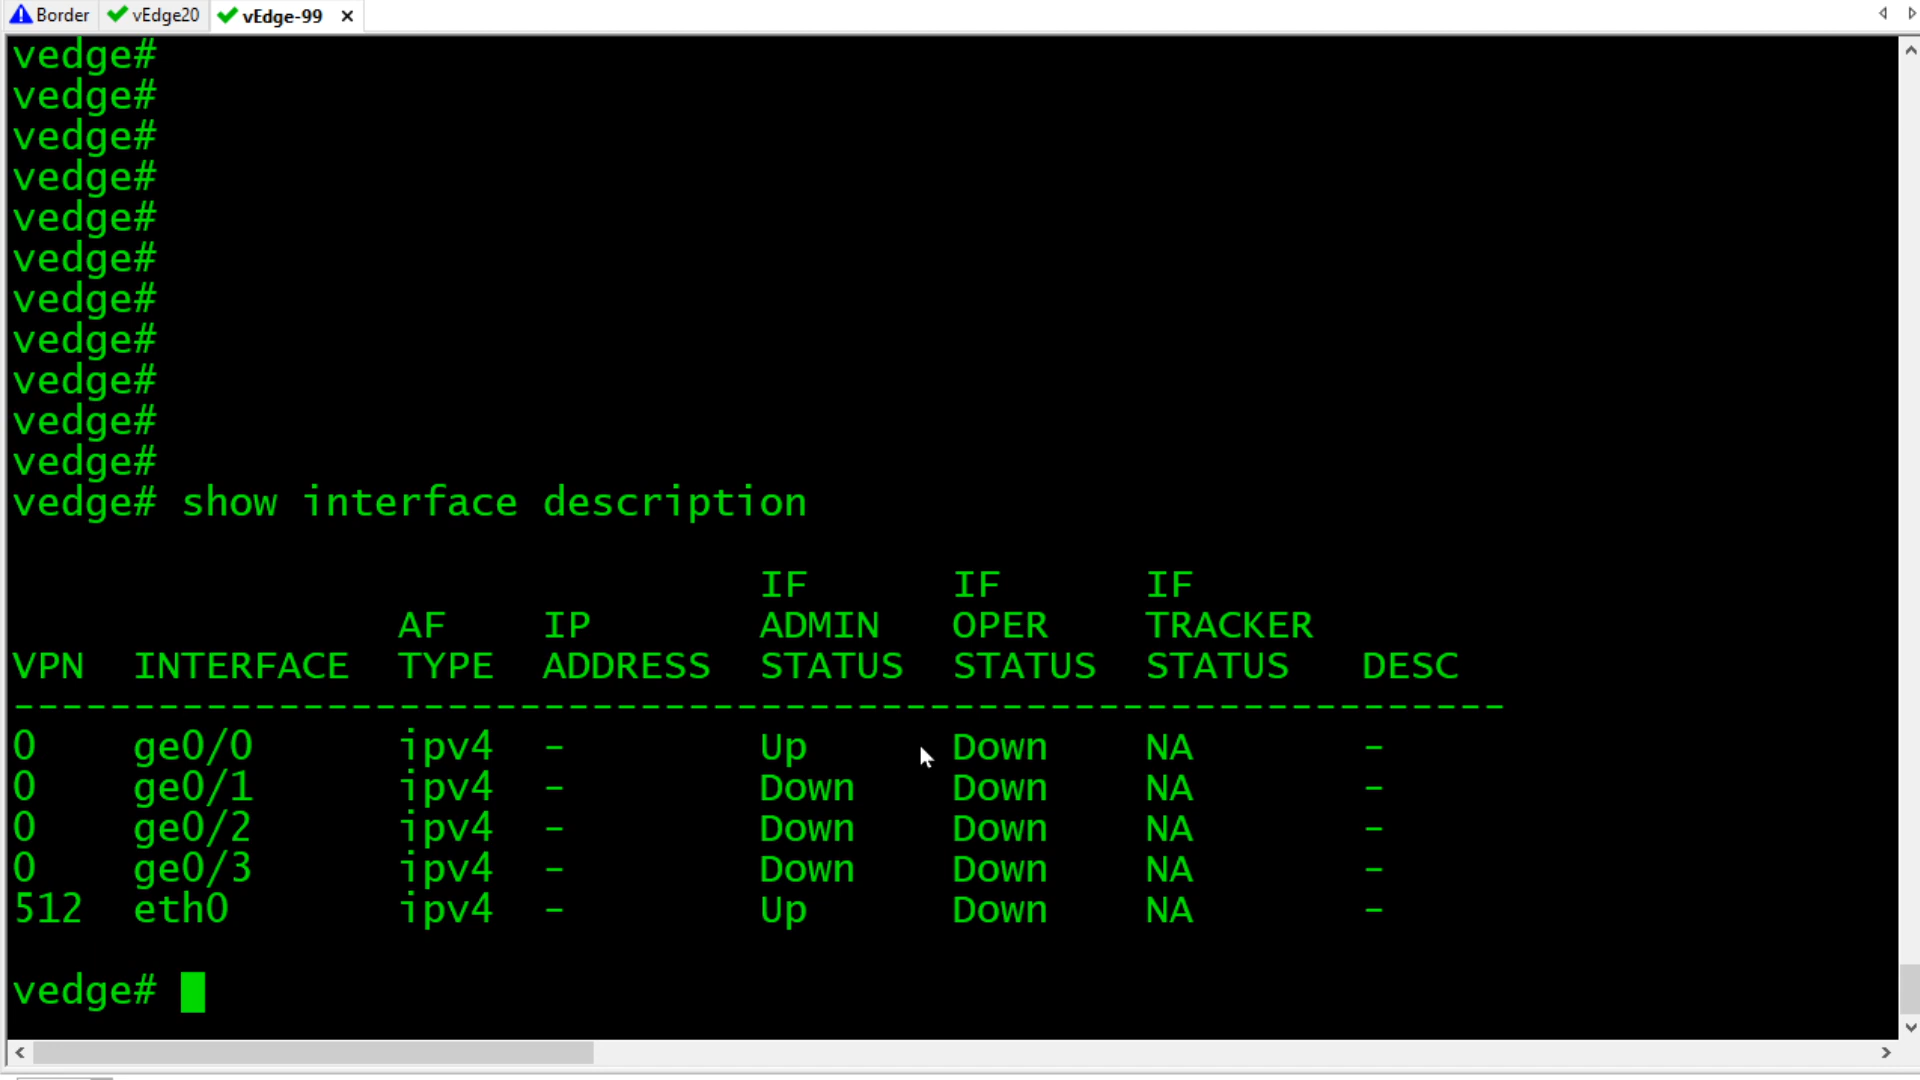 Border vEdge20 vEdge-99
vedge#
vedge#
vedge#
vedge#
vedge#
vedge#
vedge#
vedge#
vedge#
vedge#
vedge#
vedge# show interface description
IF IF IF
AF IP ADMIN OPER TRACKER
VPN INTERFACE TYPE ADDRESS STATUS STATUS STATUS DESC
--------------------------------------------------------------
0 ge0/0 ipv4 - Up Down NA -
0 ge0/1 ipv4 - Down Down NA -
0 ge0/2 ipv4 - Down Down NA -
0 ge0/3 ipv4 - Down Down NA -
512 eth0 ipv4 - Up Down NA -
vedge#